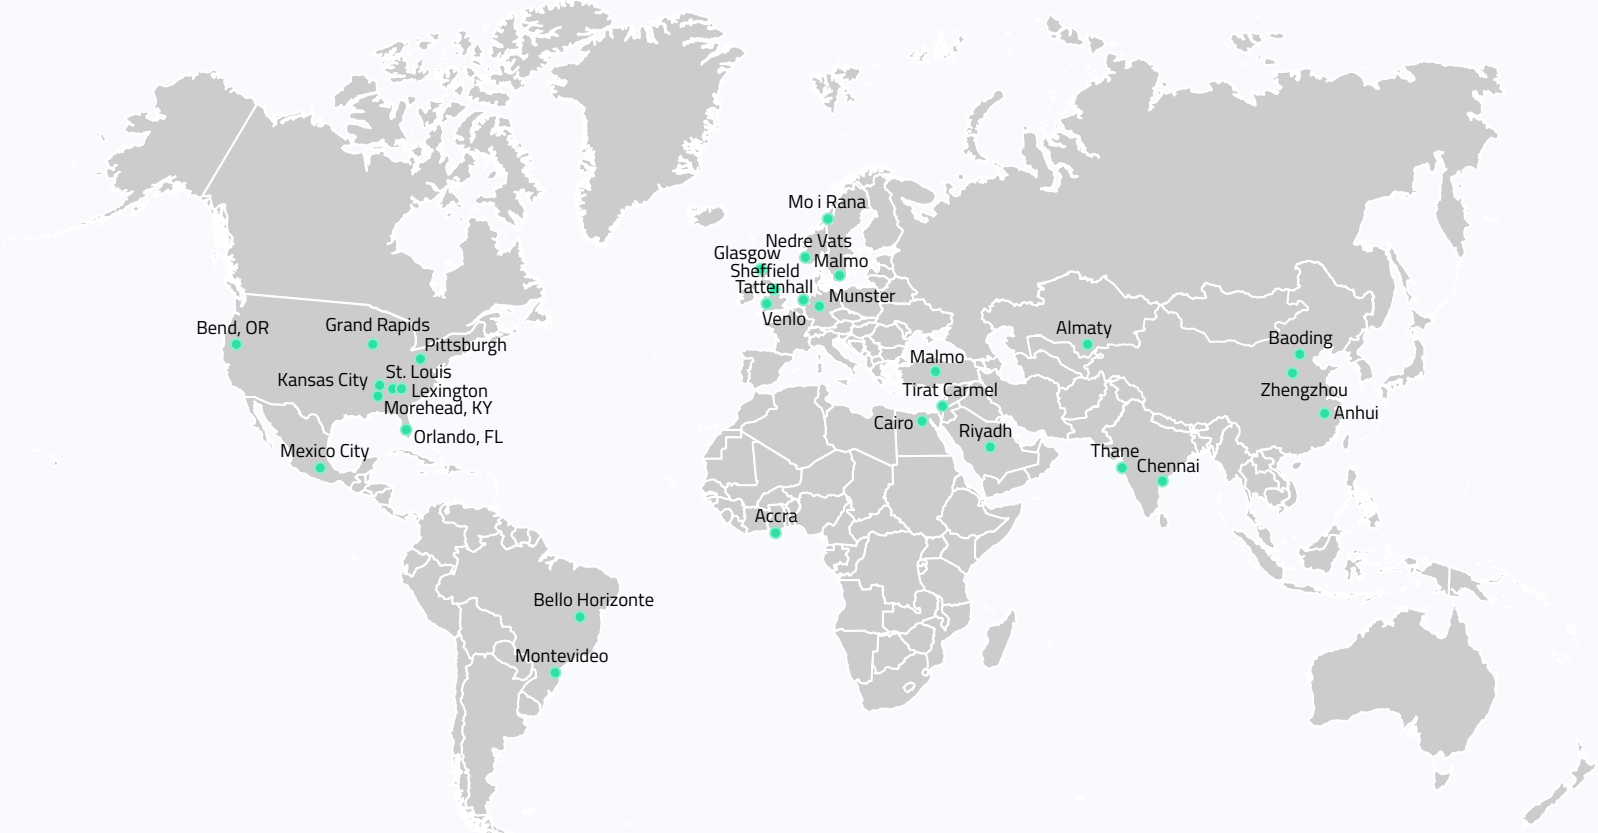 Mo i Rana
Nedre Vats
Glasgow
Malmo
Sheffield
Tattenhall
Munster
Venlo
Bend, OR
Grand Rapids
Pittsburgh
Almaty
Baoding
Malmo
St. Louis
Kansas City
Lexington
Tirat Carmel
Zhengzhou
Morehead, KY
Anhui
Cairo
Riyadh
Orlando, FL
Mexico City
Thane
Chennai
Accra
Bello Horizonte
Montevideo